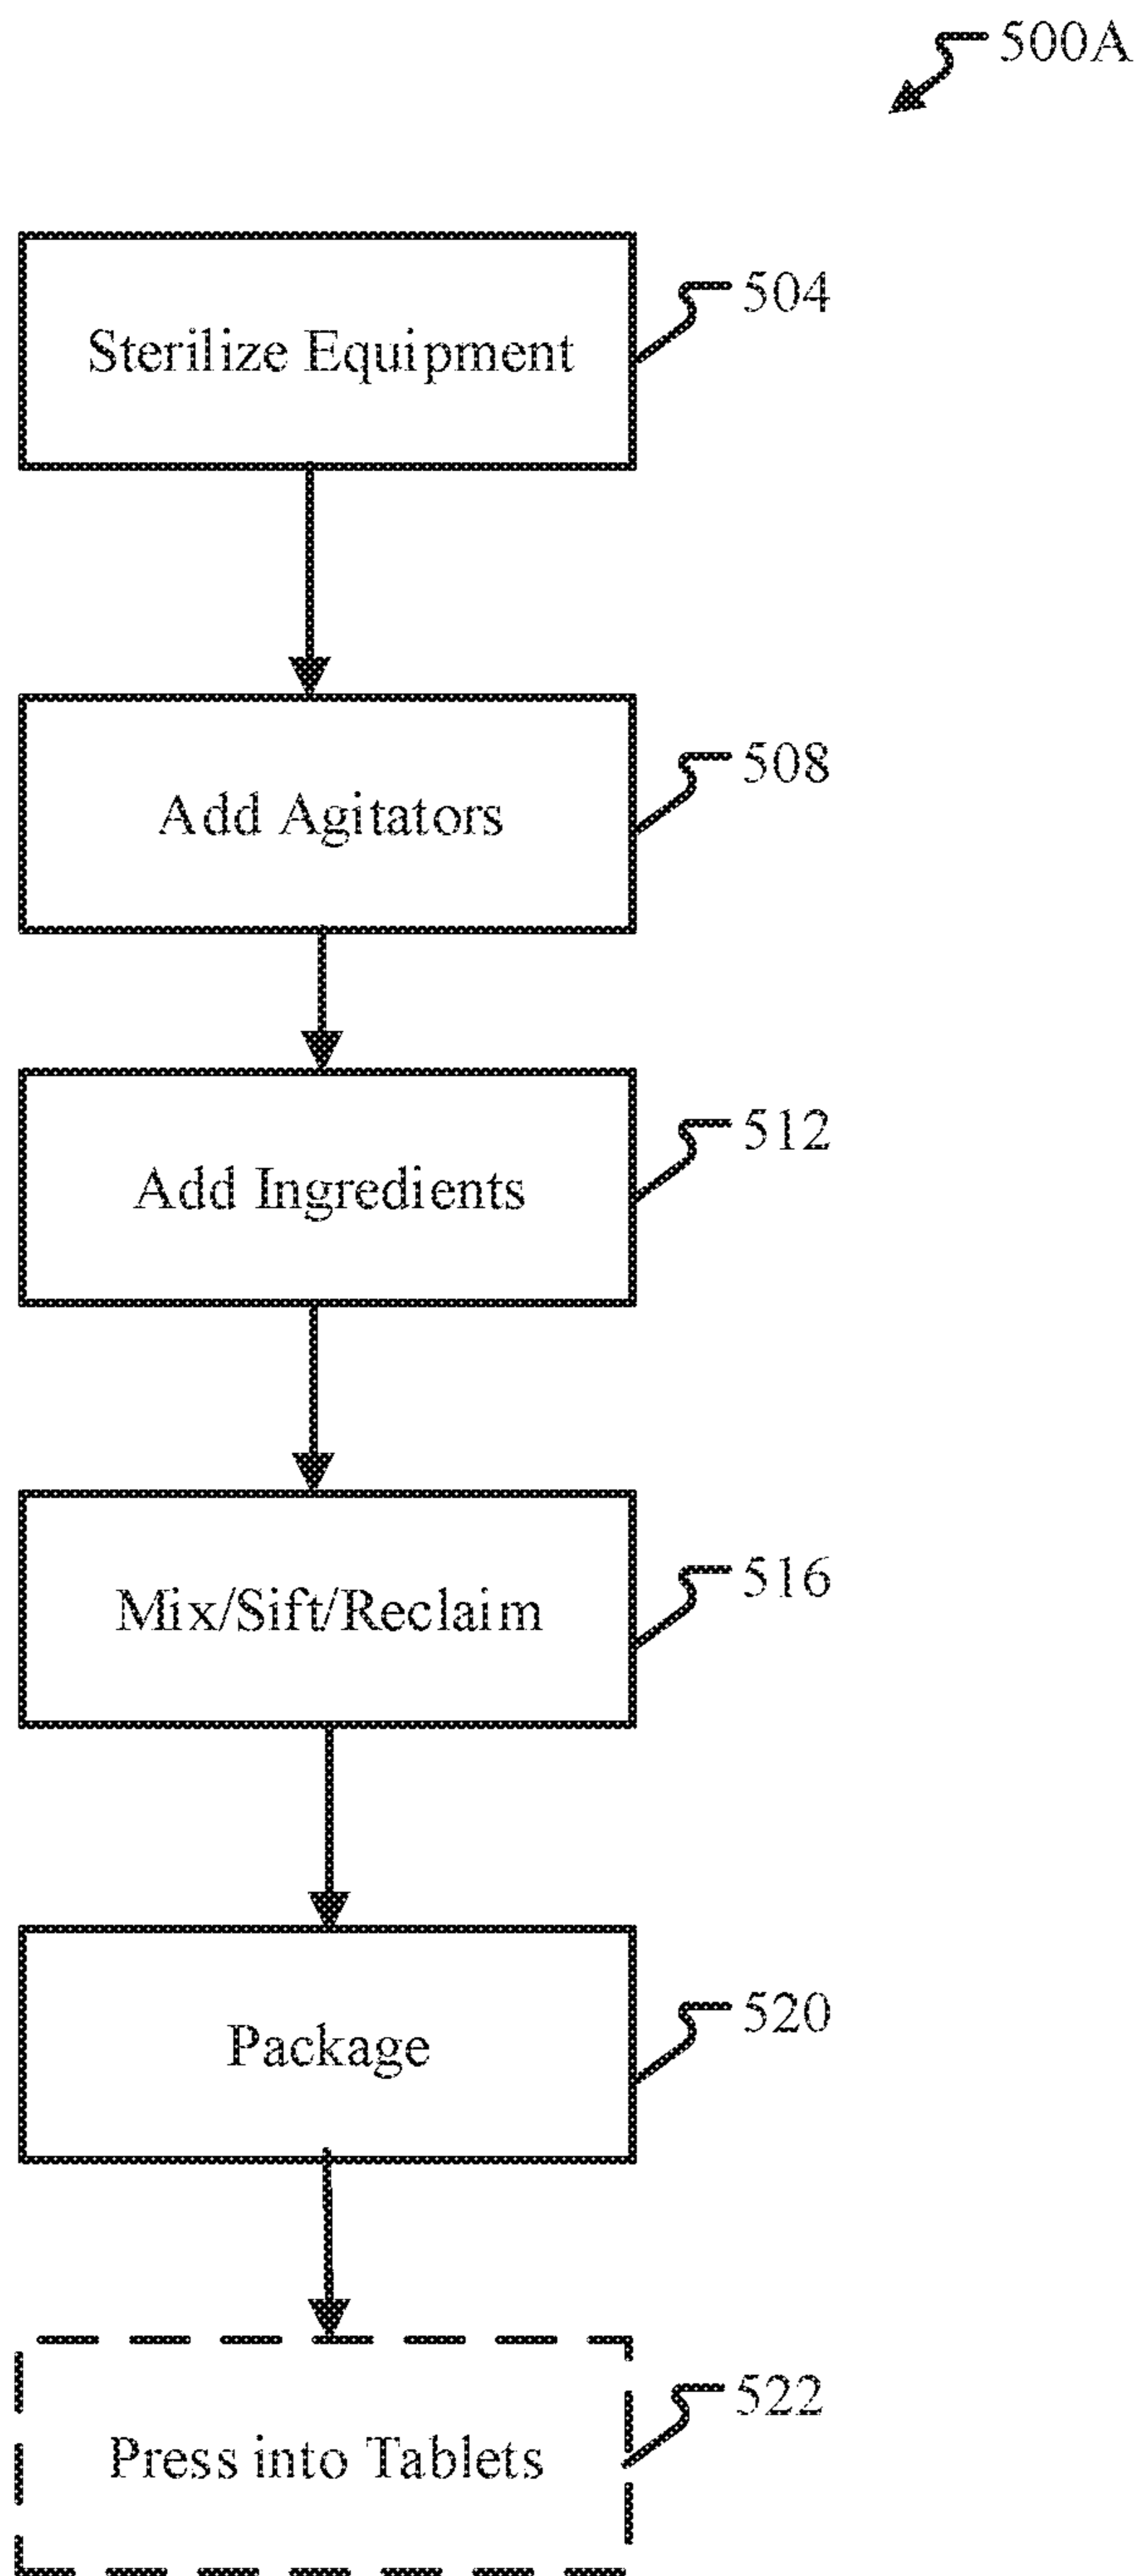 500A
Sterilize Equipment
504
Add Agitators
508
Add Ingredients
512
Mix/Sift/Reclaim
516
Package
520
Press into Tablets
522